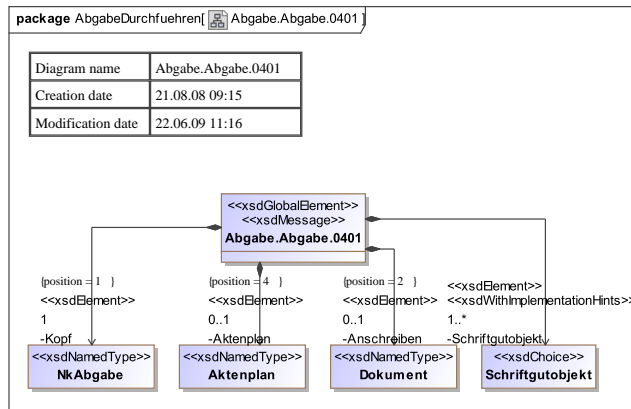 package AbgabeDurchfuehren[ Abgabe.Abgabe.0401 ]
Diagram name Abgabe.Abgabe.0401
Creation date 21.08.08 09:15
Modification date 22.06.09 11:16
<<xsdGlobalElement>>
<<xsdMessage>>
Abgabe.Abgabe.0401
{position = 1 }
<<xsdElement>>
1
-Kopf
{position = 4 }
<<xsdElement>>
0..1
-Aktenplan
{position = 2 }
<<xsdElement>>
0..1
-Anschreiben
<<xsdElement>>
<<xsdWithImplementationHints>>
1..*
-Schriftgutobjekt
<<xsdNamedType>>
NkAbgabe
<<xsdNamedType>>
Aktenplan
<<xsdNamedType>>
Dokument
<<xsdChoice>>
Schriftgutobjekt